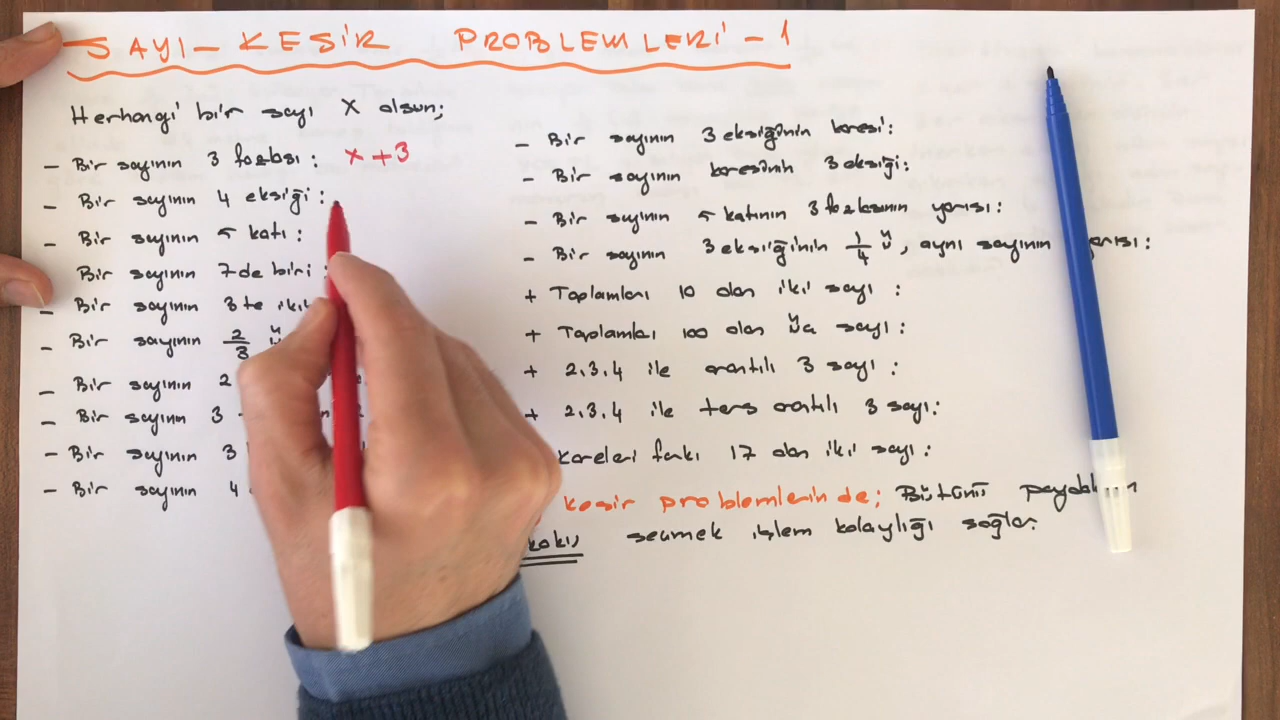 SAYI - KESİR PROBLEMLERİ - 1
Herhangi bir sayı x olsun;
- Bir sayının 3 fazlası : x + 3
- Bir sayının 4 eksiği :
- Bir sayının 5 katı :
Bir sayının 7de biri :
- Bir sayının 3 te
- Bir sayının 2/3
- Bir sayının 2
- Bir sayının 3
- Bir sayının 3
- Bir sayının 4
- Bir sayının 3 eksiğinin karesi :
- Bir sayının karesinin 3 eksiği :
- Bir sayının 5 katının 3 fazlasının yarısı :
- Bir sayının 3 eksiğinin 1/4 ü, aynı sayının yarısı :
+ Toplamları 10 olan iki sayı :
+ Toplamları 100 olan üç sayı :
+ 2,3,4 ile orantılı 3 sayı :
+ 2,3,4 ile ters orantılı 3 sayı :
Kareleri farkı 17 olan iki sayı :
kesir problemlerinde; Bütünü
seçmek işlem kolaylığı sağlar.